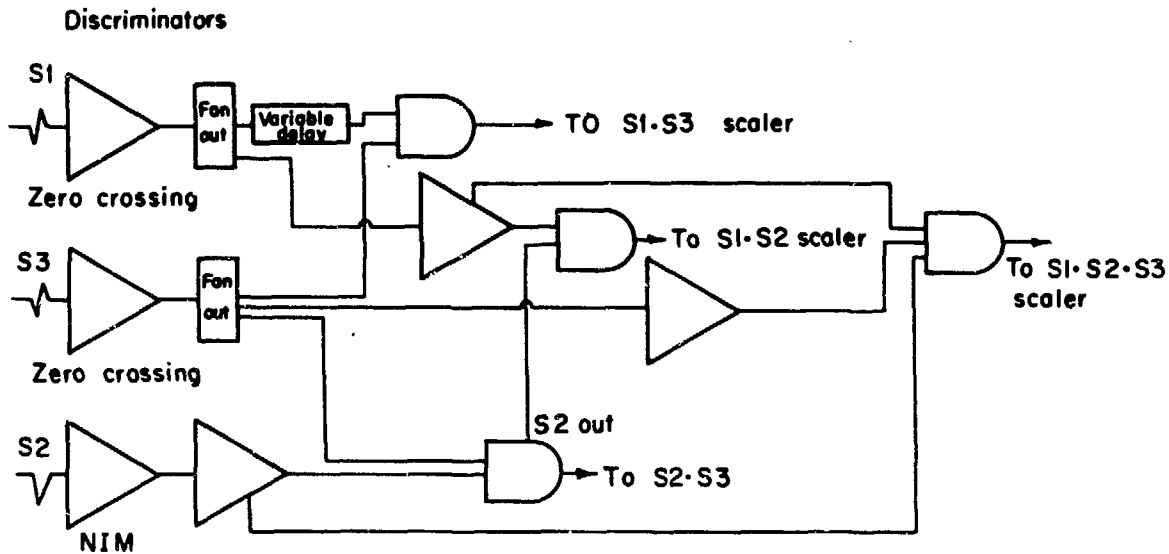 Discriminators
S1
Fan
out
Variable
delay
TO S1·S3 scaler
Zero crossing
To S1·S2 scaler
To S1·S2·S3
scaler
S3
Fan
out
Zero crossing
S2 out
S2
To S2·S3
NIM